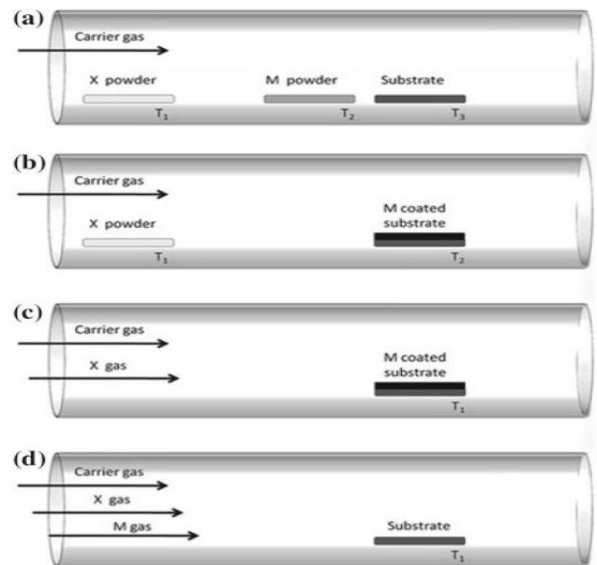 (a)
Carrier gas
X powder M powder Substrate
T1 T2 T3
(b)
Carrier gas
X powder
M coated
substrate
T1 T2
(c)
Carrier gas
X gas
M coated
substrate
T1
(d)
Carrier gas
X gas
M gas
Substrate
T1